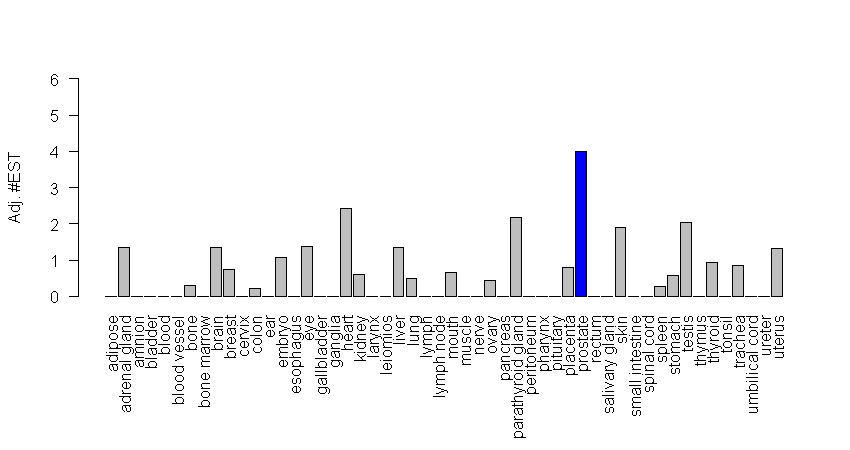 6
5
4
3
2
1
0
Adj. #EST
adipose
adrenal gland
amnion
bladder
blood
blood vessel
bone
bone marrow
brain
breast
cervix
colon
ear
embryo
esophagus
eye
gallbladder
ganglia
heart
kidney
larynx
leiomios
liver
lung
lymph
lymph node
mouth
muscle
nerve
ovary
pancreas
parathyroid gland
peritoneum
pharynx
pituitary
placenta
prostate
rectum
salivary gland
skin
small intestine
spinal cord
spleen
stomach
testis
thymus
thyroid
tonsil
trachea
umbilical cord
ureter
uterus